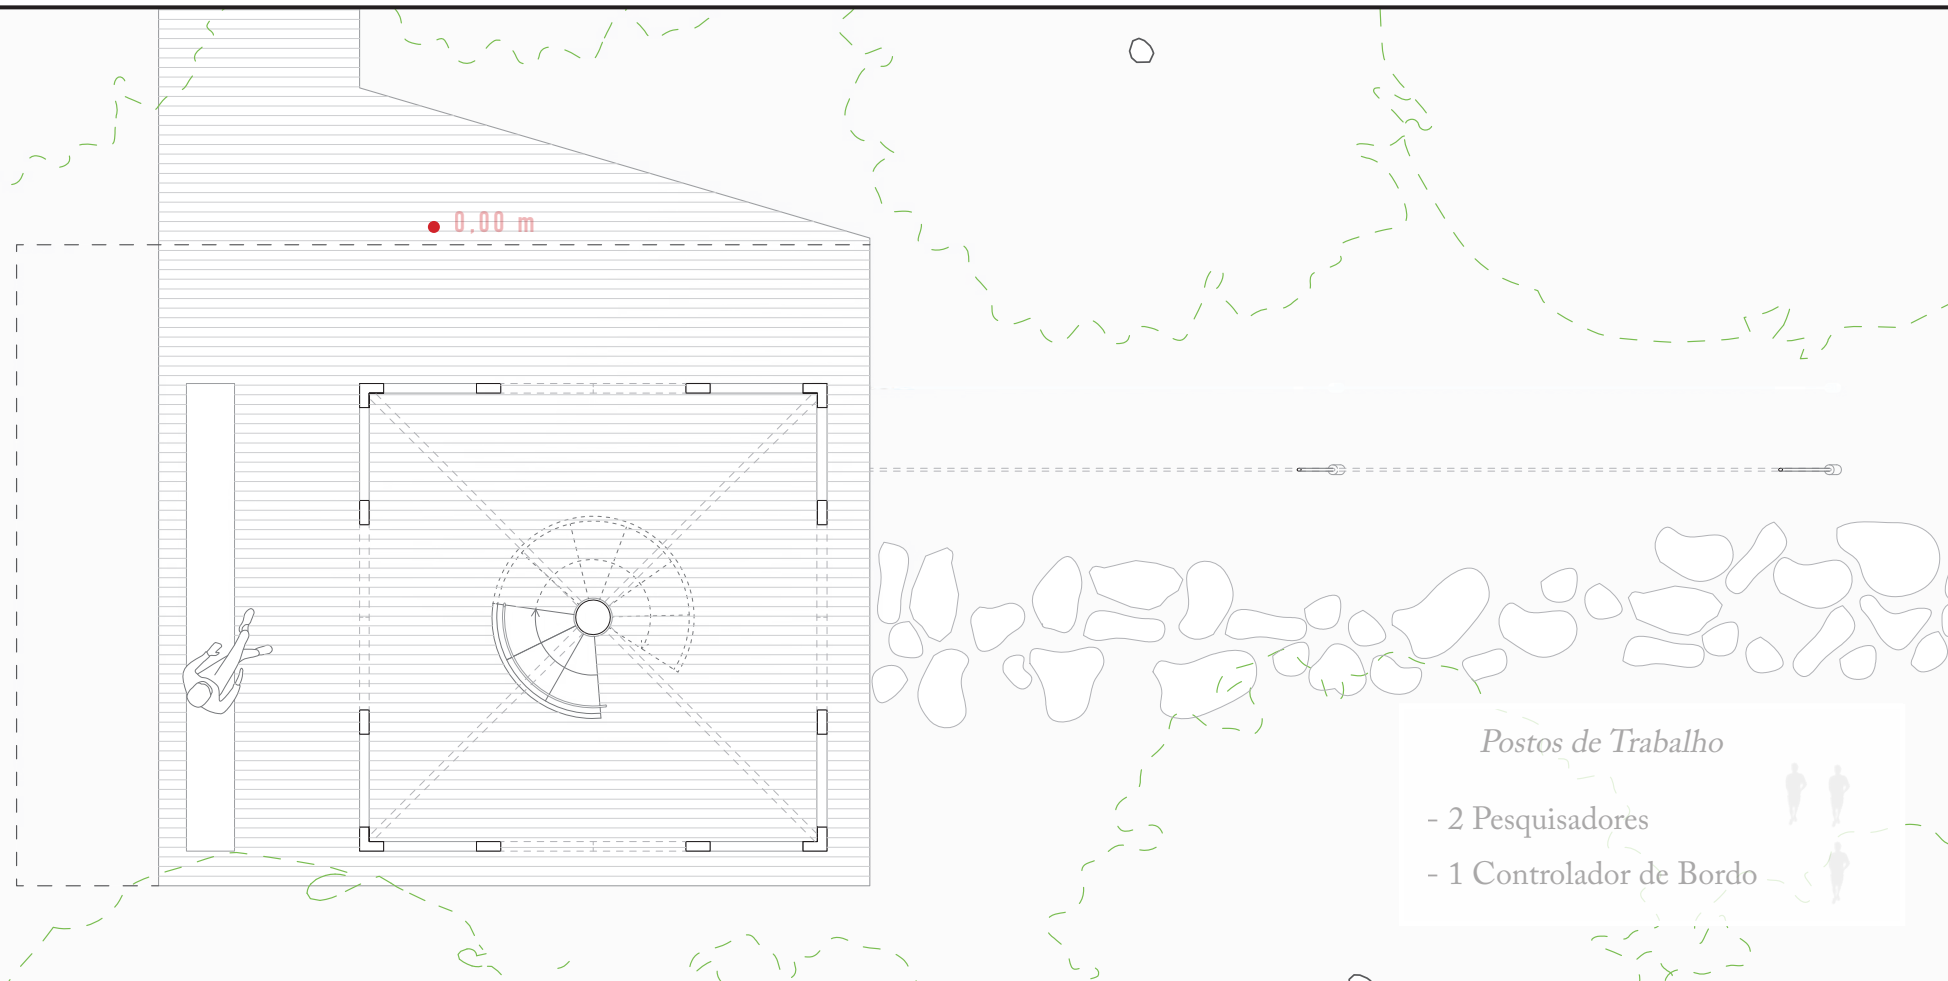 0,00 m
Postos de Trabalho
- 2 Pesquisadores
- 1 Controlador de Bordo